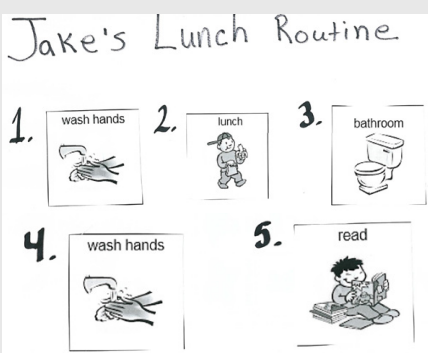 Jake's Lunch Routine
1. wash hands
2. lunch
3. bathroom
4. wash hands
5. read